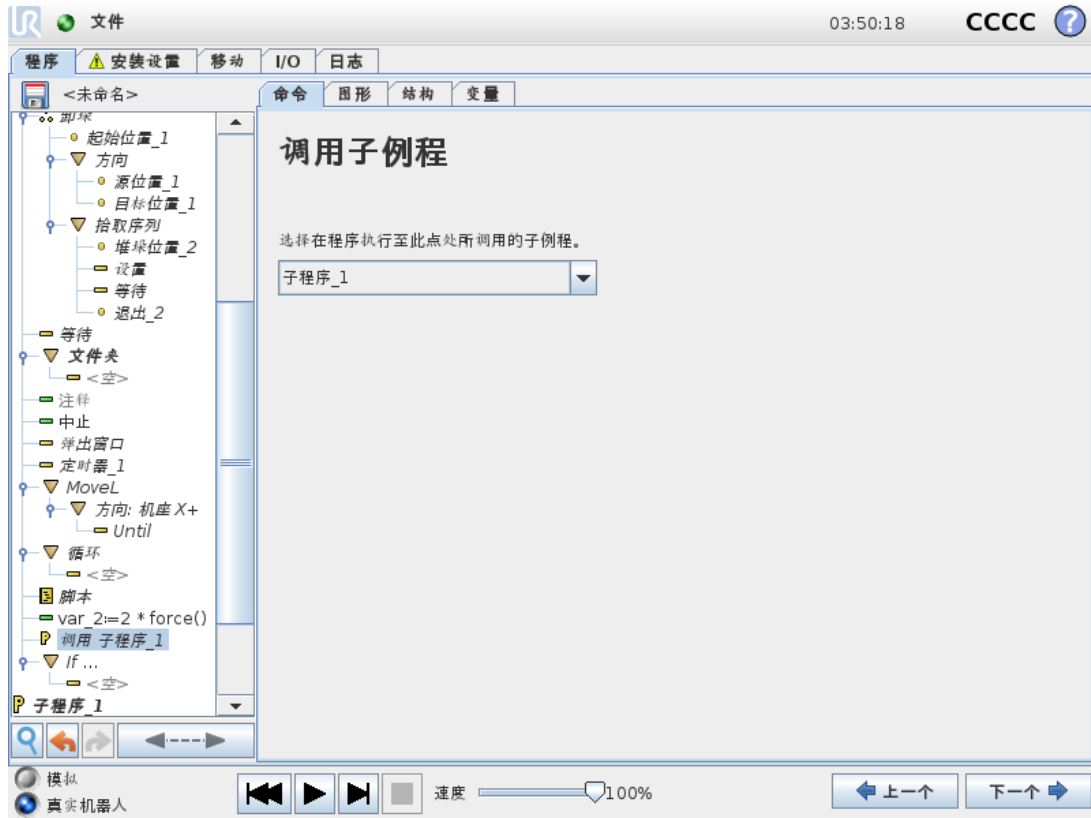 UR 文件 03:50:18 CCCC ?
程序 安装设置 移动 I/O 日志
<未命名> 命令 图形 结构 变量
卸垛
起始位置_1
方向
源位置_1
目标位置_1
拾取序列
堆垛位置_2
设置
等待
退出_2
等待
文件夹
<空>
注释
中止
弹出窗口
定时器_1
MoveL
方向: 机座 X+
Until
循环
<空>
脚本
var_2≔2 * force()
P 调用 子程序_1
If ...
<空>
P 子程序_1
调用子例程
选择在程序执行至此点处所调用的子例程。
子程序_1
模拟
真实机器人
速度 100%
上一个 下一个